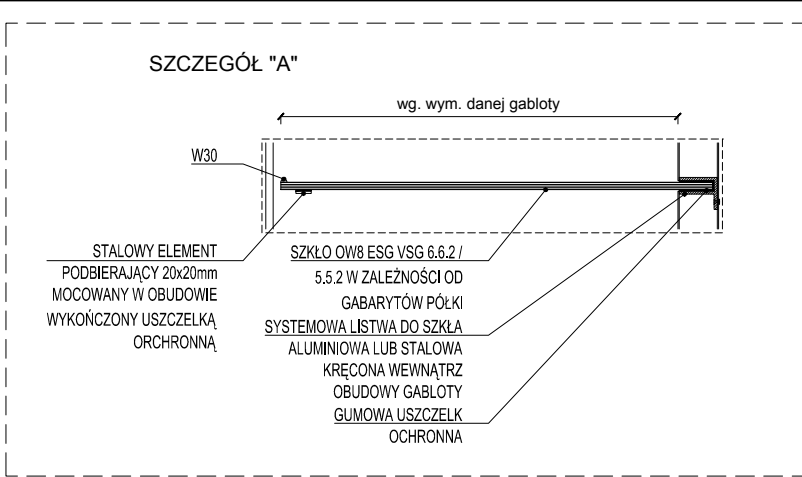 SZCZEGÓŁ "A"
wg. wym. danej gabloty
W30
STALOWY ELEMENT
PODBIERAJĄCY 20x20mm
MOCOWANY W OBUDOWIE
WYKOŃCZONY USZCZELKĄ
ORCHRONNĄ
SZKŁO OW8 ESG VSG 6.6.2 /
5.5.2 W ZALEŻNOŚCI OD
GABARYTÓW PÓŁKI
SYSTEMOWA LISTWA DO SZKŁA
ALUMINIOWA LUB STALOWA
KRĘCONA WEWNĄTRZ
OBUDOWY GABLOTY
GUMOWA USZCZELK
OCHRONNA